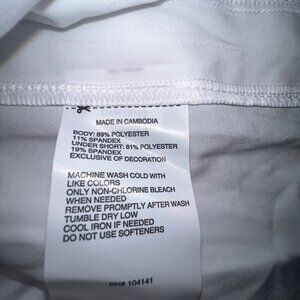 MADE IN CAMBODIA
BODY: 89% POLYESTER
11% SPANDEX
UNDER SHORT: 81% POLYESTER
19% SPANDEX
EXCLUSIVE OF DECORATION
MACHINE WASH COLD WITH
LIKE COLORS
ONLY NON-CHLORINE BLEACH
WHEN NEEDED
REMOVE PROMPTLY AFTER WASH
TUMBLE DRY LOW
COOL IRON IF NEEDED
DO NOT USE SOFTENERS
104141